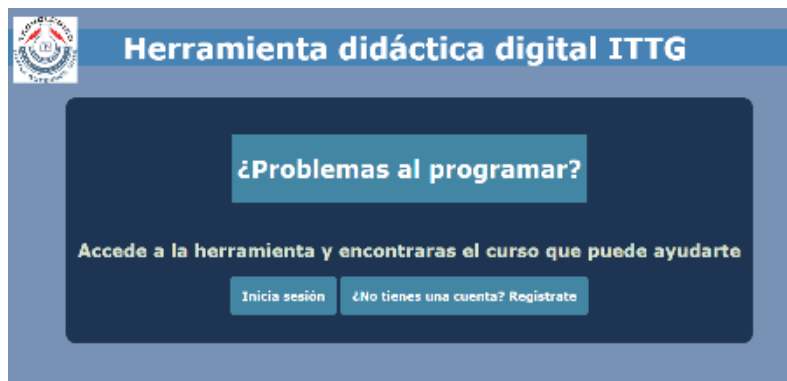 Herramienta didáctica digital ITTG
¿Problemas al programar?
Accede a la herramienta y encontraras el curso que puede ayudarte
Inicia sesión
¿No tienes una cuenta? Registrate